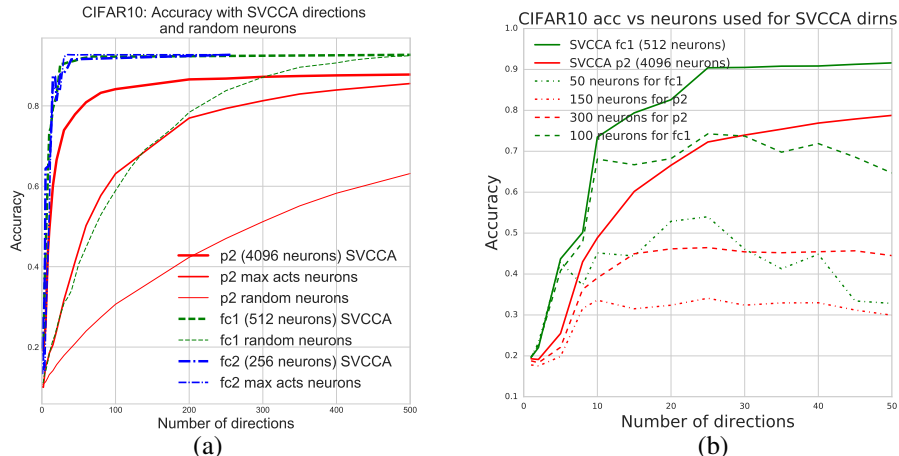 CIFAR10: Accuracy with SVCCA directions
and random neurons
Accuracy
0.8
0.6
0.4
0.2
p2 (4096 neurons) SVCCA
p2 max acts neurons
p2 random neurons
fc1 (512 neurons) SVCCA
fc1 random neurons
fc2 (256 neurons) SVCCA
fc2 max acts neurons
0 100 200 300 400 500
Number of directions
(a)
CIFAR10 acc vs neurons used for SVCCA dirns
Accuracy
1.0
0.9
0.8
0.7
0.6
0.5
0.4
0.3
0.2
0.1
SVCCA fc1 (512 neurons)
SVCCA p2 (4096 neurons)
50 neurons for fc1
150 neurons for p2
300 neurons for p2
100 neurons for fc1
0 10 20 30 40 50
Number of directions
(b)